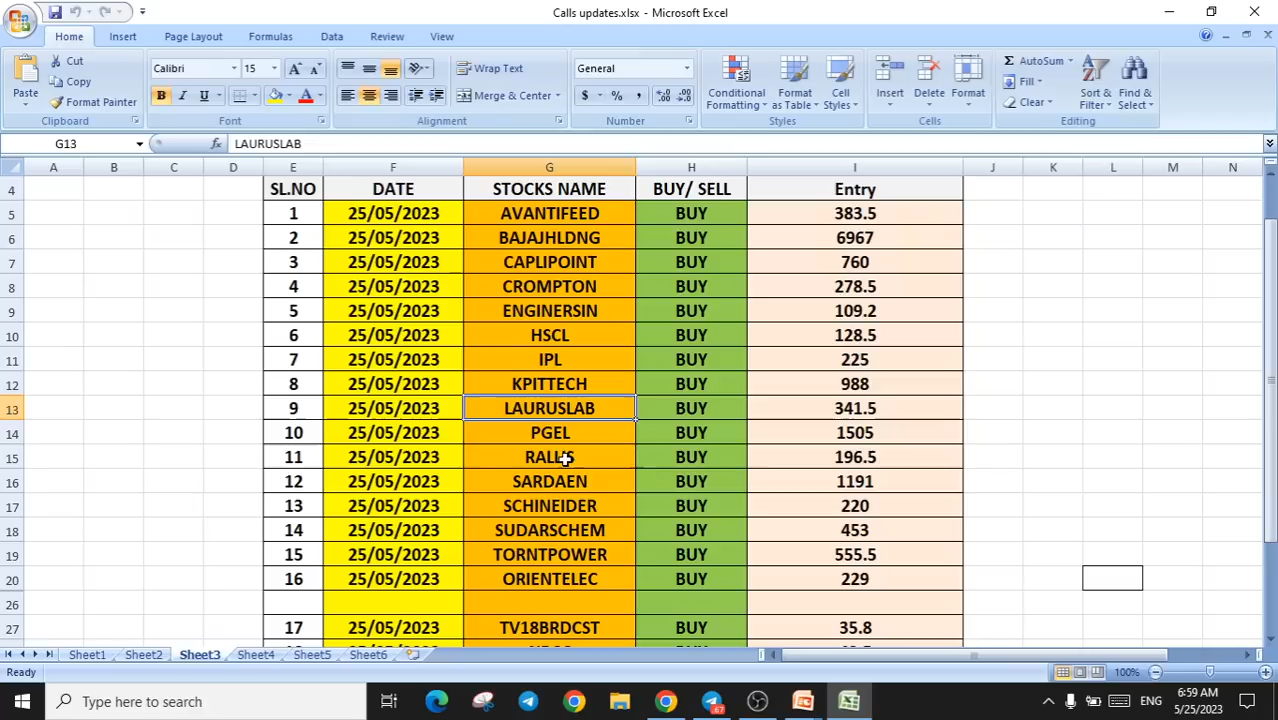 Calls updates.xlsx - Microsoft Excel
Home Insert Page Layout Formulas Data Review View
Paste
Cut
Copy
Format Painter
Clipboard
Calibri 15
B I U
Font
Wrap Text
Merge & Center
Alignment
General
$ % ,
Number
Conditional Formatting
Format as Table
Cell Styles
Styles
Insert Delete Format
Cells
AutoSum
Fill
Clear
Sort & Filter
Find & Select
Editing
G13 fx LAURUSLAB
A B C D E F G H I J K L M N
4 SL.NO DATE STOCKS NAME BUY/ SELL Entry
5 1 25/05/2023 AVANTIFEED BUY 383.5
6 2 25/05/2023 BAJAJHLDNG BUY 6967
7 3 25/05/2023 CAPLIPOINT BUY 760
8 4 25/05/2023 CROMPTON BUY 278.5
9 5 25/05/2023 ENGINERSIN BUY 109.2
10 6 25/05/2023 HSCL BUY 128.5
11 7 25/05/2023 IPL BUY 225
12 8 25/05/2023 KPITTECH BUY 988
13 9 25/05/2023 LAURUSLAB BUY 341.5
14 10 25/05/2023 PGEL BUY 1505
15 11 25/05/2023 RALLIS BUY 196.5
16 12 25/05/2023 SARDAEN BUY 1191
17 13 25/05/2023 SCHINEIDER BUY 220
18 14 25/05/2023 SUDARSCHEM BUY 453
19 15 25/05/2023 TORNTPOWER BUY 555.5
20 16 25/05/2023 ORIENTELEC BUY 229
26
27 17 25/05/2023 TV18BRDCST BUY 35.8
Sheet1 Sheet2 Sheet3 Sheet4 Sheet5 Sheet6
Ready 100%
Type here to search
67
ENG
6:59 AM
5/25/2023